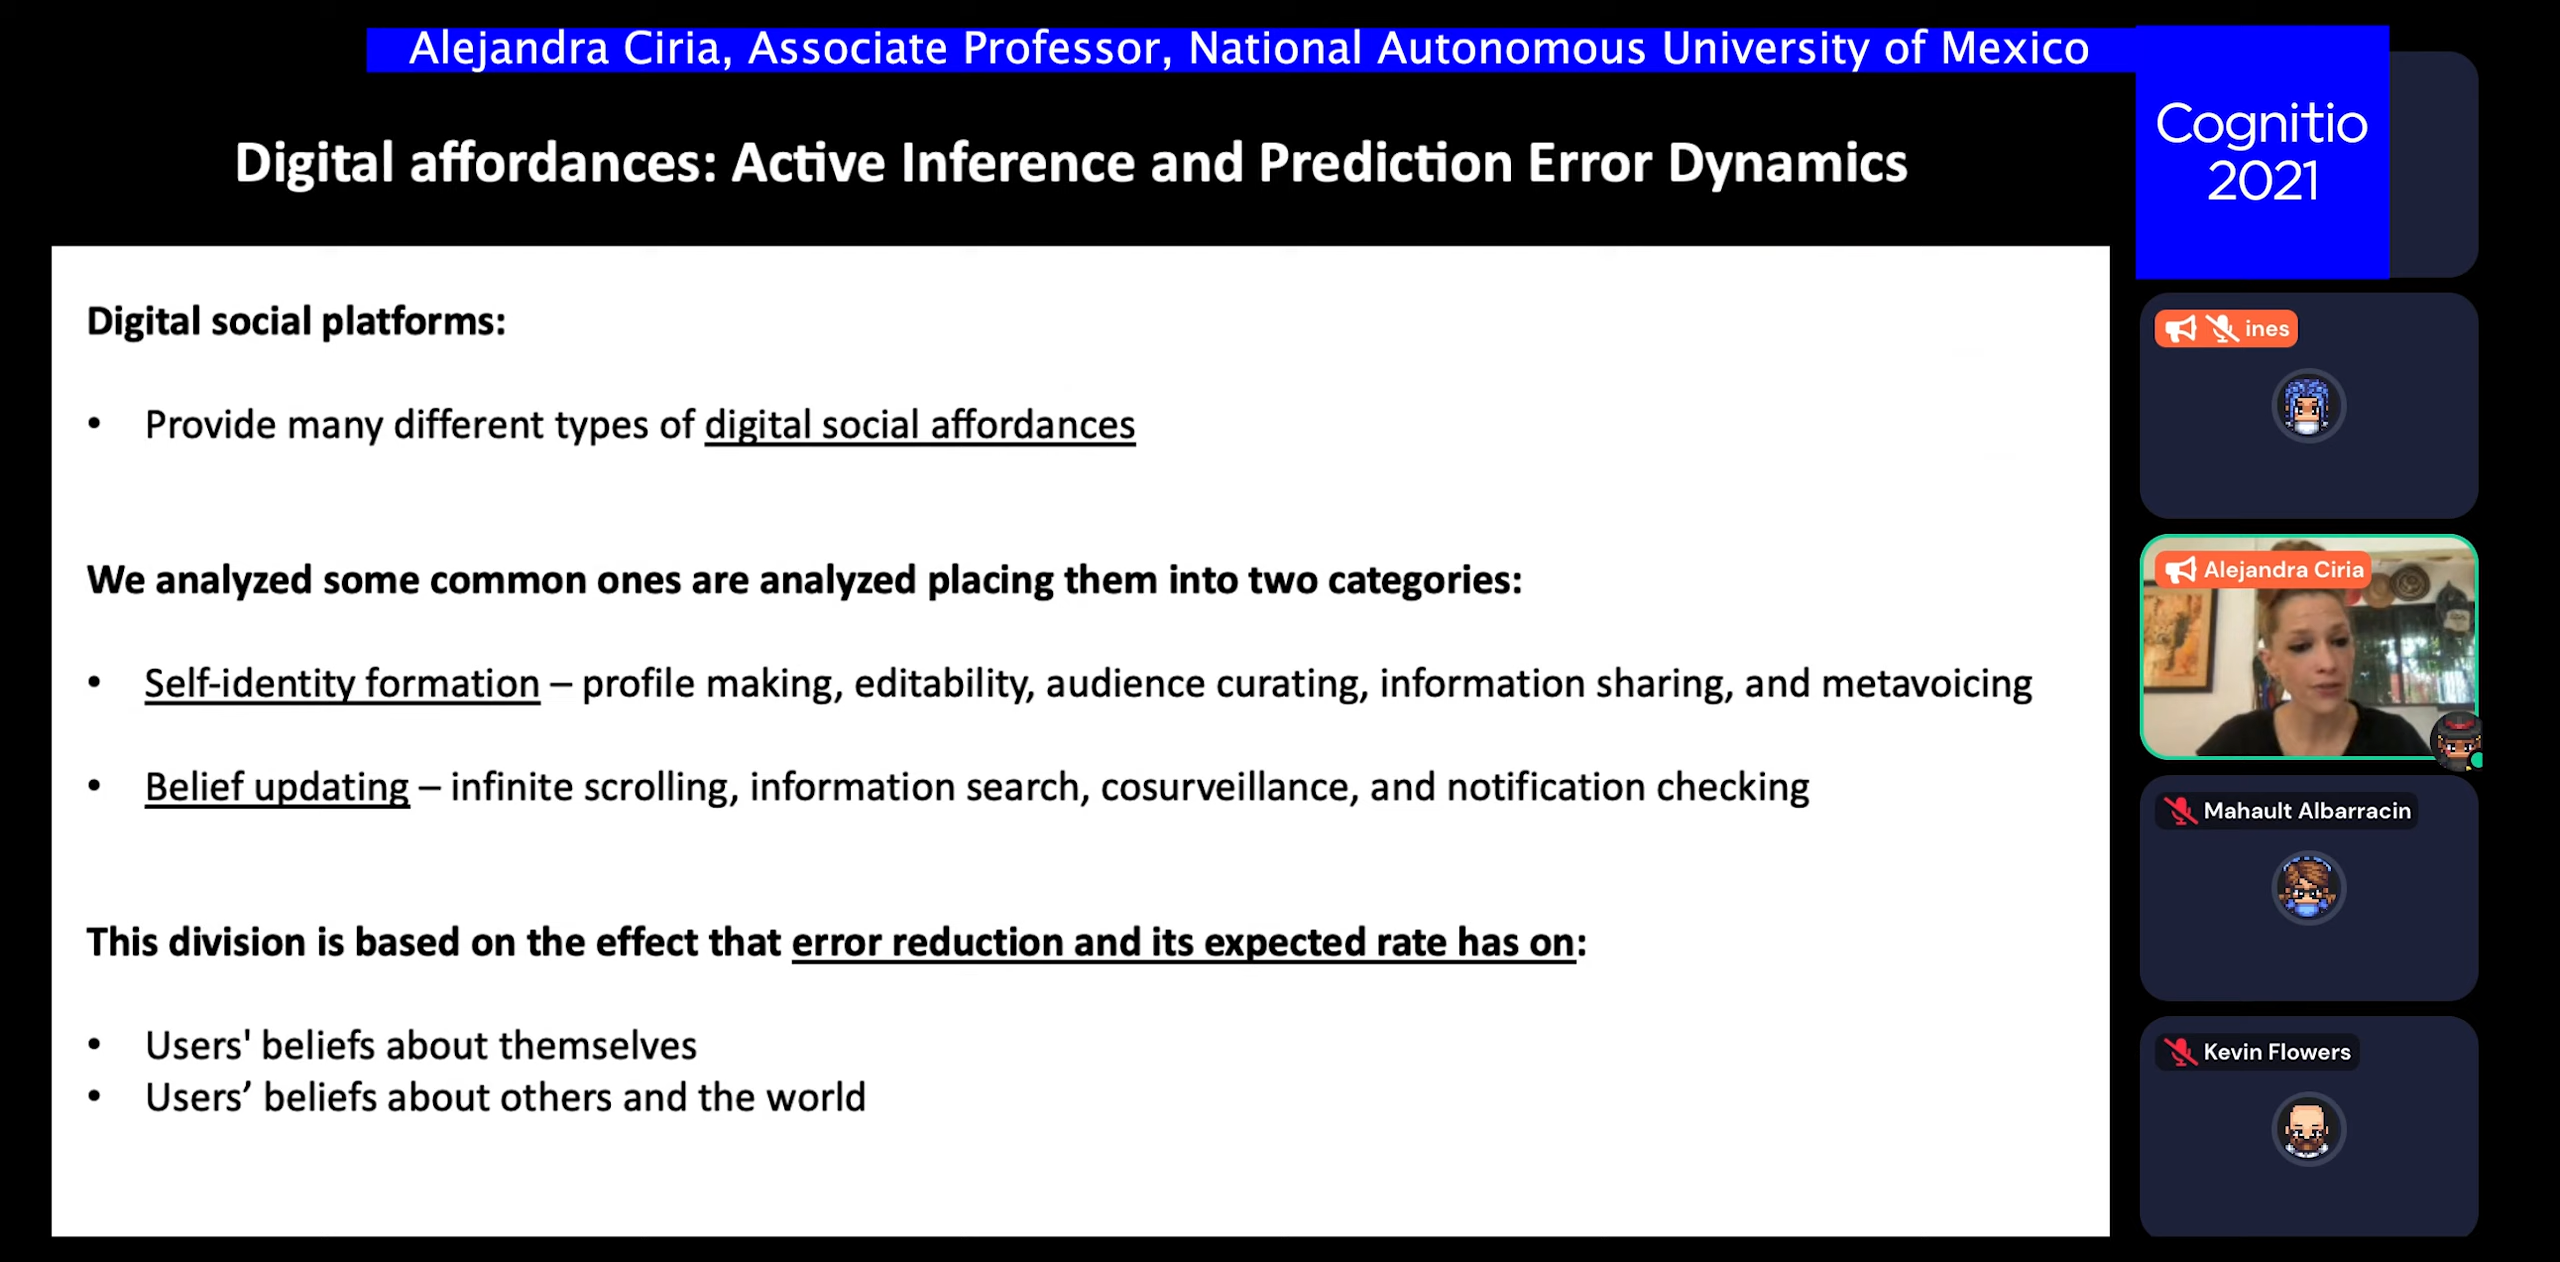 Alejandra Ciria, Associate Professor, National Autonomous University of Mexico
Cognitio
2021
Digital affordances: Active Inference and Prediction Error Dynamics
Digital social platforms:
• Provide many different types of digital social affordances
We analyzed some common ones are analyzed placing them into two categories:
• Self-identity formation – profile making, editability, audience curating, information sharing, and metavoicing
• Belief updating – infinite scrolling, information search, cosurveillance, and notification checking
This division is based on the effect that error reduction and its expected rate has on:
• Users' beliefs about themselves
• Users’ beliefs about others and the world
ines
Alejandra Ciria
Mahault Albarracin
Kevin Flowers